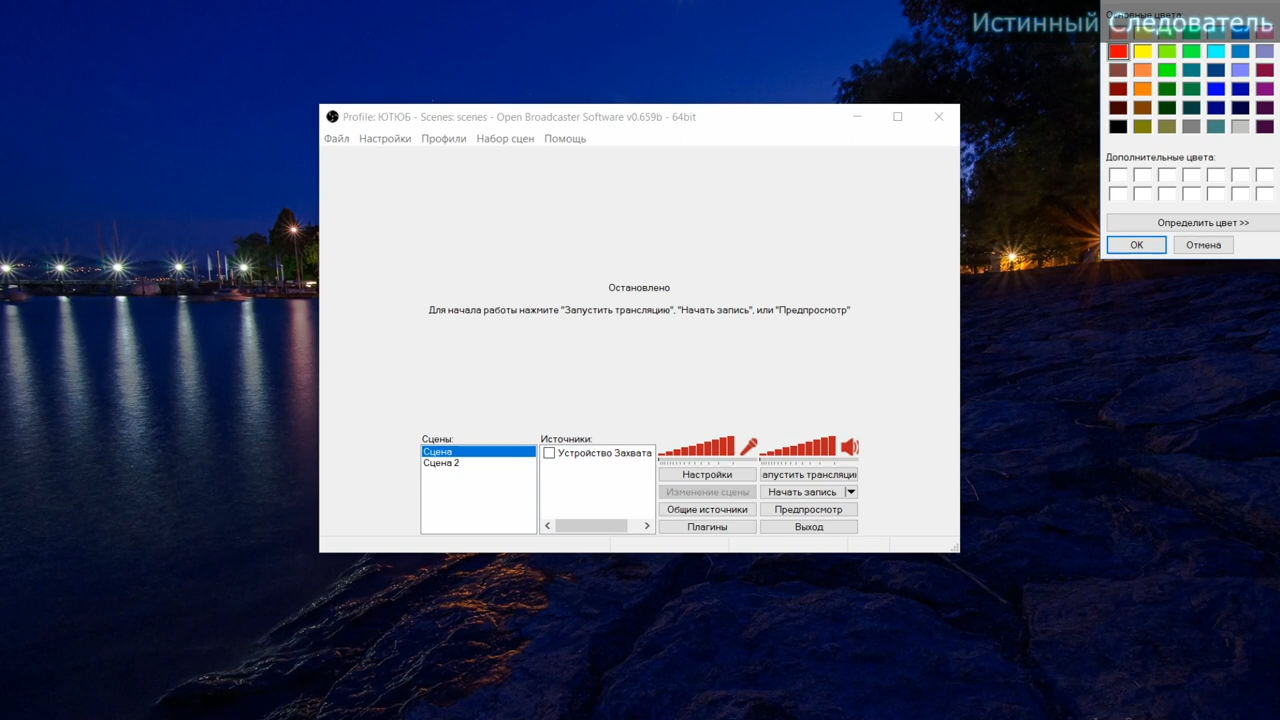 Основные цвета:
Истинный Следователь
Profile: ЮТЮБ - Scenes: scenes - Open Broadcaster Software v0.659b - 64bit
Файл Настройки Профили Набор сцен Помощь
Дополнительные цвета:
Определить цвет >>
OK Отмена
Остановлено
Для начала работы нажмите "Запустить трансляцию", "Начать запись", или "Предпросмотр"
Сцены:
Сцена
Сцена 2
Источники:
Устройство Захвата
Настройки
апустить трансляци
Изменение сцены
Начать запись
Общие источники
Предпросмотр
Плагины
Выход